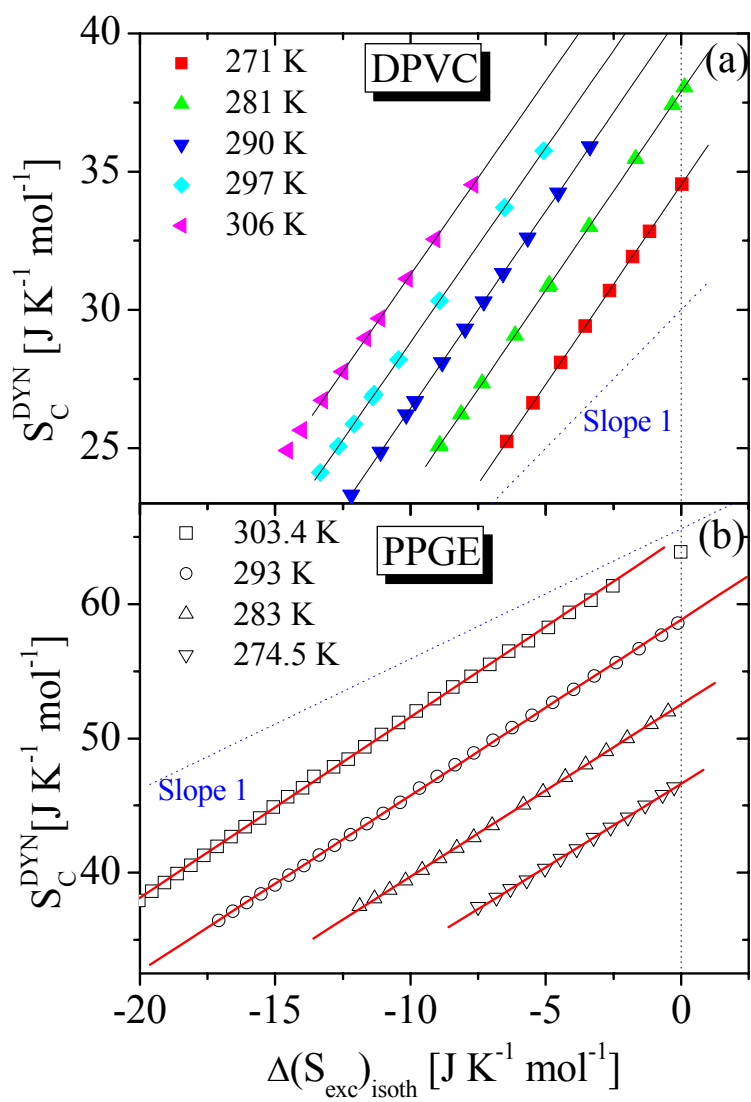 40
35
30
25
S_C^DYN [J K^-1 mol^-1]
DPVC
(a)
271 K
281 K
290 K
297 K
306 K
Slope 1
60
50
40
S_C^DYN [J K^-1 mol^-1]
303.4 K
293 K
283 K
274.5 K
PPGE
(b)
Slope 1
-20 -15 -10 -5 0
Δ(S_exc)_isoth [J K^-1 mol^-1]